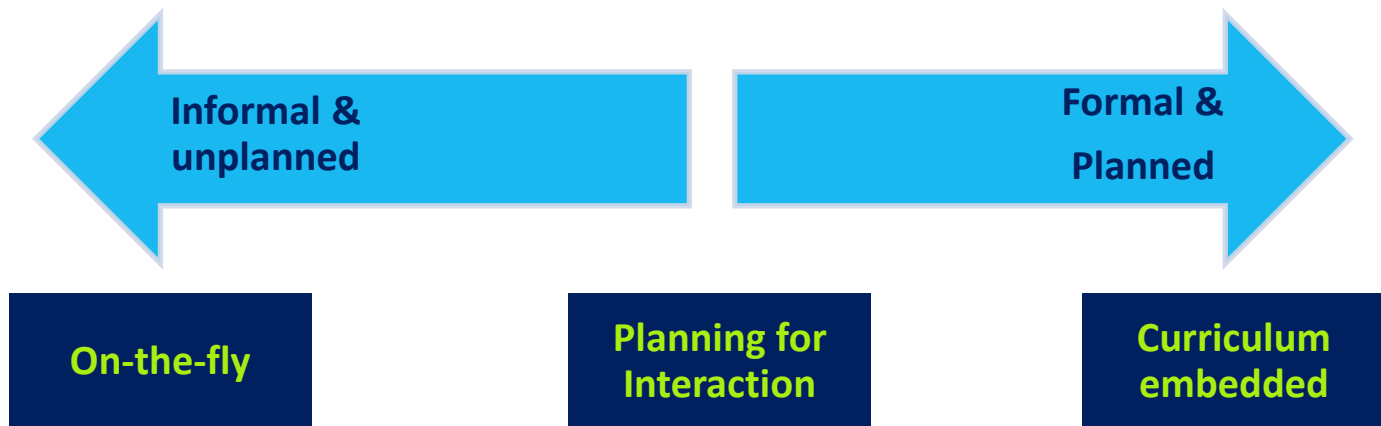 Informal &
unplanned
Formal &
Planned
On-the-fly
Planning for
Interaction
Curriculum
embedded